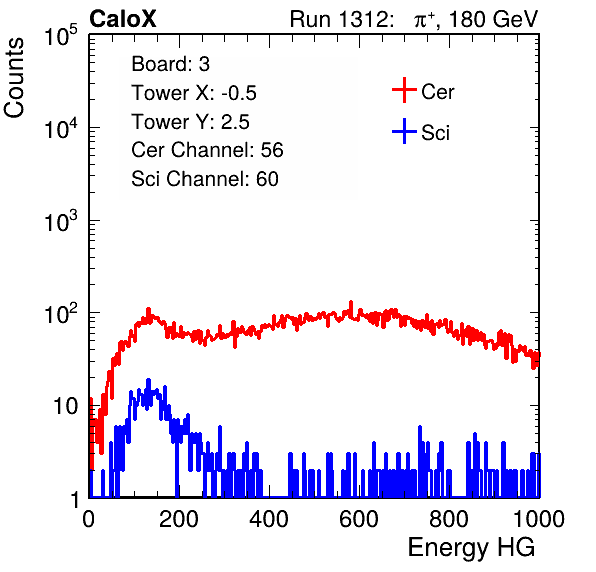 CaloX Run 1312: π⁺, 180 GeV
Board: 3
Tower X: -0.5
Tower Y: 2.5
Cer Channel: 56
Sci Channel: 60
Cer
Sci
Counts
10⁵
10⁴
10³
10²
10
1
0 200 400 600 800 1000
Energy HG